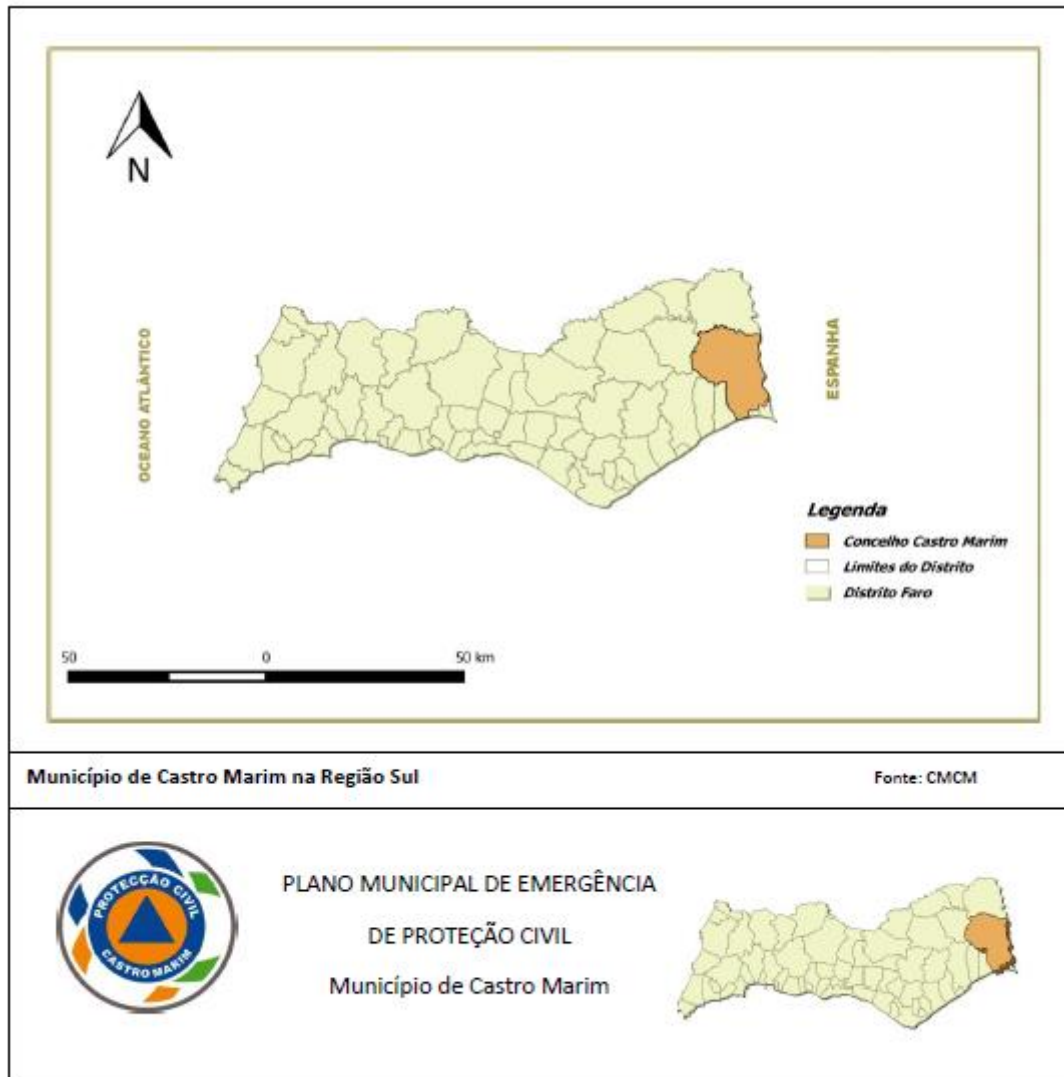 N
OCEANO ATLÂNTICO
ESPANHA
Legenda
Concelho Castro Marim
Limites do Distrito
Distrito Faro
50 0 50 km
Município de Castro Marim na Região Sul Fonte: CMCM
PROTECÇÃO CIVIL
CASTRO MARIM
PLANO MUNICIPAL DE EMERGÊNCIA
DE PROTEÇÃO CIVIL
Município de Castro Marim